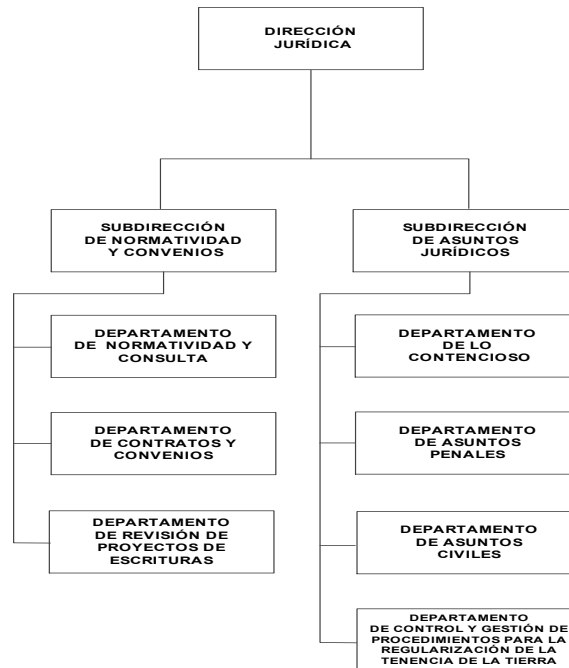 DIRECCIÓN
JURÍDICA
SUBDIRECCIÓN
DE NORMATIVIDAD
Y CONVENIOS
DEPARTAMENTO
DE NORMATIVIDAD Y
CONSULTA
DEPARTAMENTO
DE CONTRATOS Y
CONVENIOS
DEPARTAMENTO
DE REVISIÓN DE
PROYECTOS DE
ESCRITURAS
SUBDIRECCIÓN
DE ASUNTOS
JURÍDICOS
DEPARTAMENTO
DE LO
CONTENCIOSO
DEPARTAMENTO
DE ASUNTOS
PENALES
DEPARTAMENTO
DE ASUNTOS
CIVILES
DEPARTAMENTO
DE CONTROL Y GESTIÓN DE
PROCEDIMIENTOS PARA LA
REGULARIZACIÓN DE LA
TENENCIA DE LA TIERRA